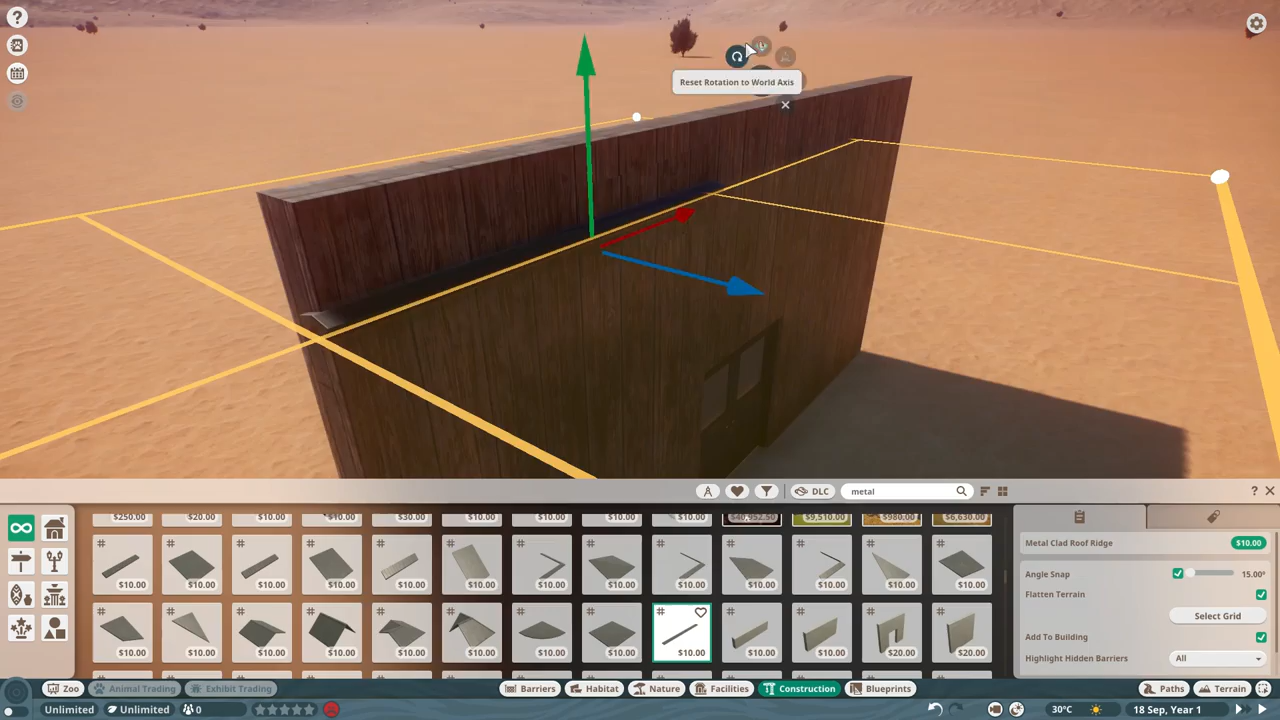 ?
Reset Rotation to World Axis
DLC
metal
?
$250.00 $20.00 $10.00 $10.00 $30.00 $10.00 $10.00 $10.00 $10.00 $40,952.50 $9,510.00 $980.00 $6,630.00
$10.00 $10.00 $10.00 $10.00 $10.00 $10.00 $10.00 $10.00 $10.00 $10.00 $10.00 $10.00 $10.00
$10.00 $10.00 $10.00 $10.00 $10.00 $10.00 $10.00 $10.00 $10.00 $10.00 $10.00 $20.00 $20.00
Metal Clad Roof Ridge $10.00
Angle Snap 15.00°
Flatten Terrain
Select Grid
Add To Building
Highlight Hidden Barriers All
Zoo Animal Trading Exhibit Trading Barriers Habitat Nature Facilities Construction Blueprints Paths Terrain
Unlimited Unlimited 0 30°C 18 Sep, Year 1